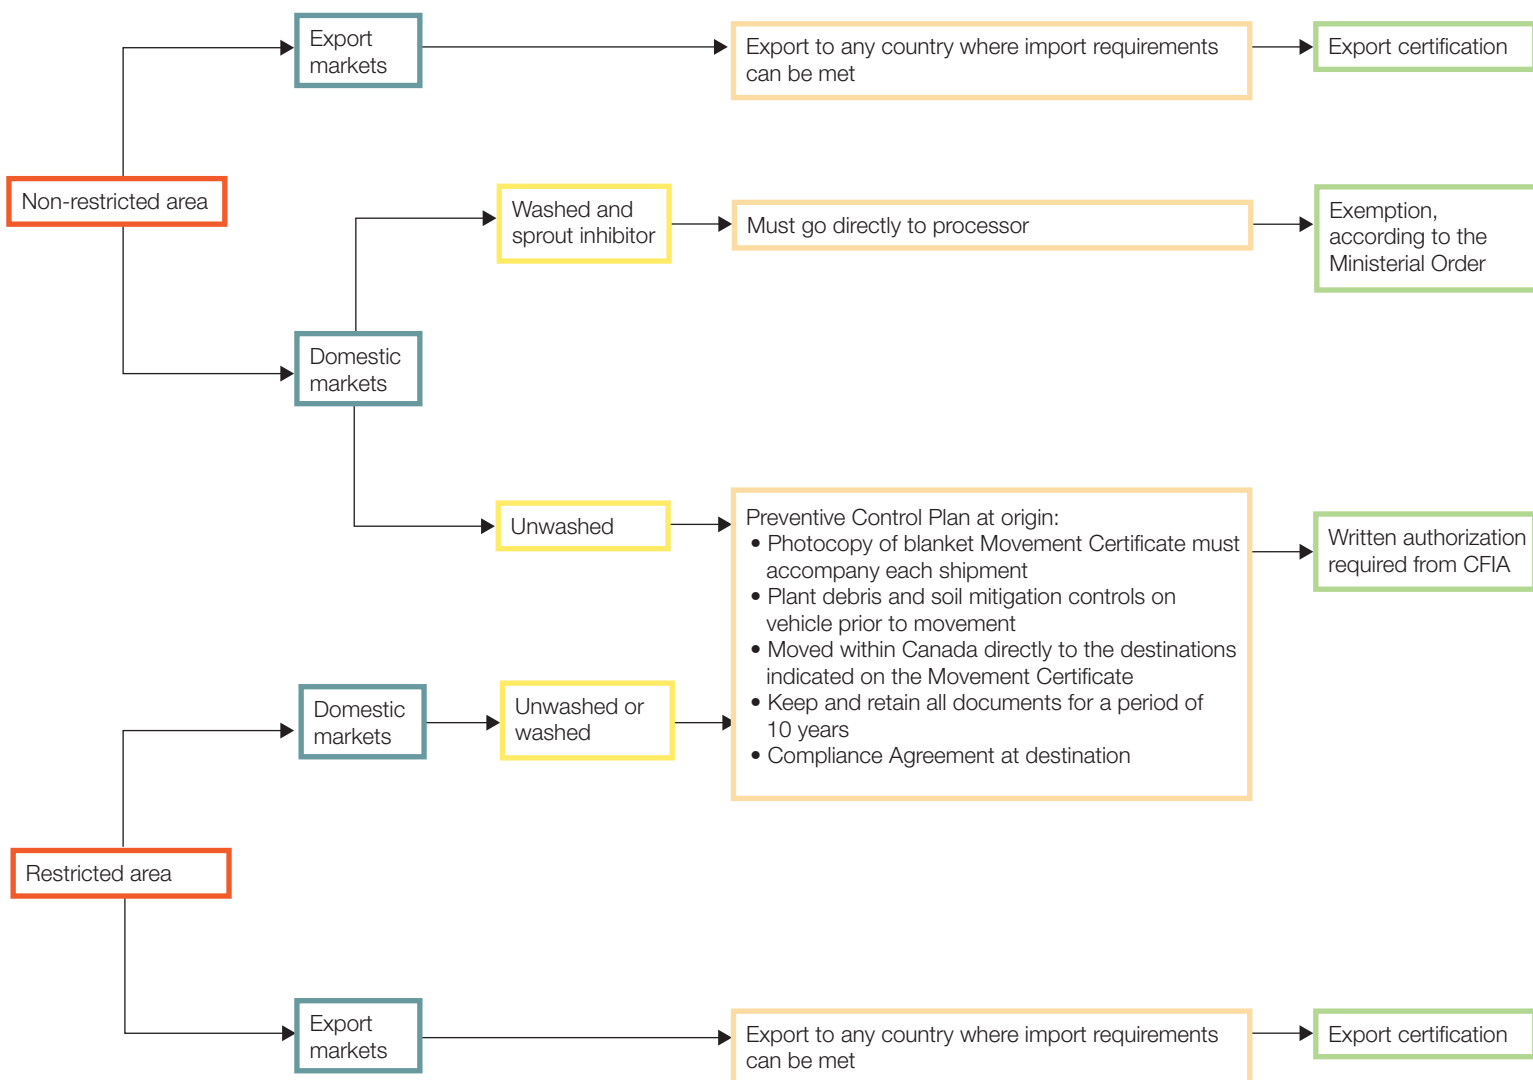 Export
markets
Export to any country where import requirements
can be met
Export certification
Non-restricted area
Washed and
sprout inhibitor
Must go directly to processor
Exemption,
according to the
Ministerial Order
Domestic
markets
Unwashed
Preventive Control Plan at origin:
• Photocopy of blanket Movement Certificate must
accompany each shipment
• Plant debris and soil mitigation controls on
vehicle prior to movement
• Moved within Canada directly to the destinations
indicated on the Movement Certificate
• Keep and retain all documents for a period of
10 years
• Compliance Agreement at destination
Written authorization
required from CFIA
Domestic
markets
Unwashed or
washed
Restricted area
Export
markets
Export to any country where import requirements
can be met
Export certification